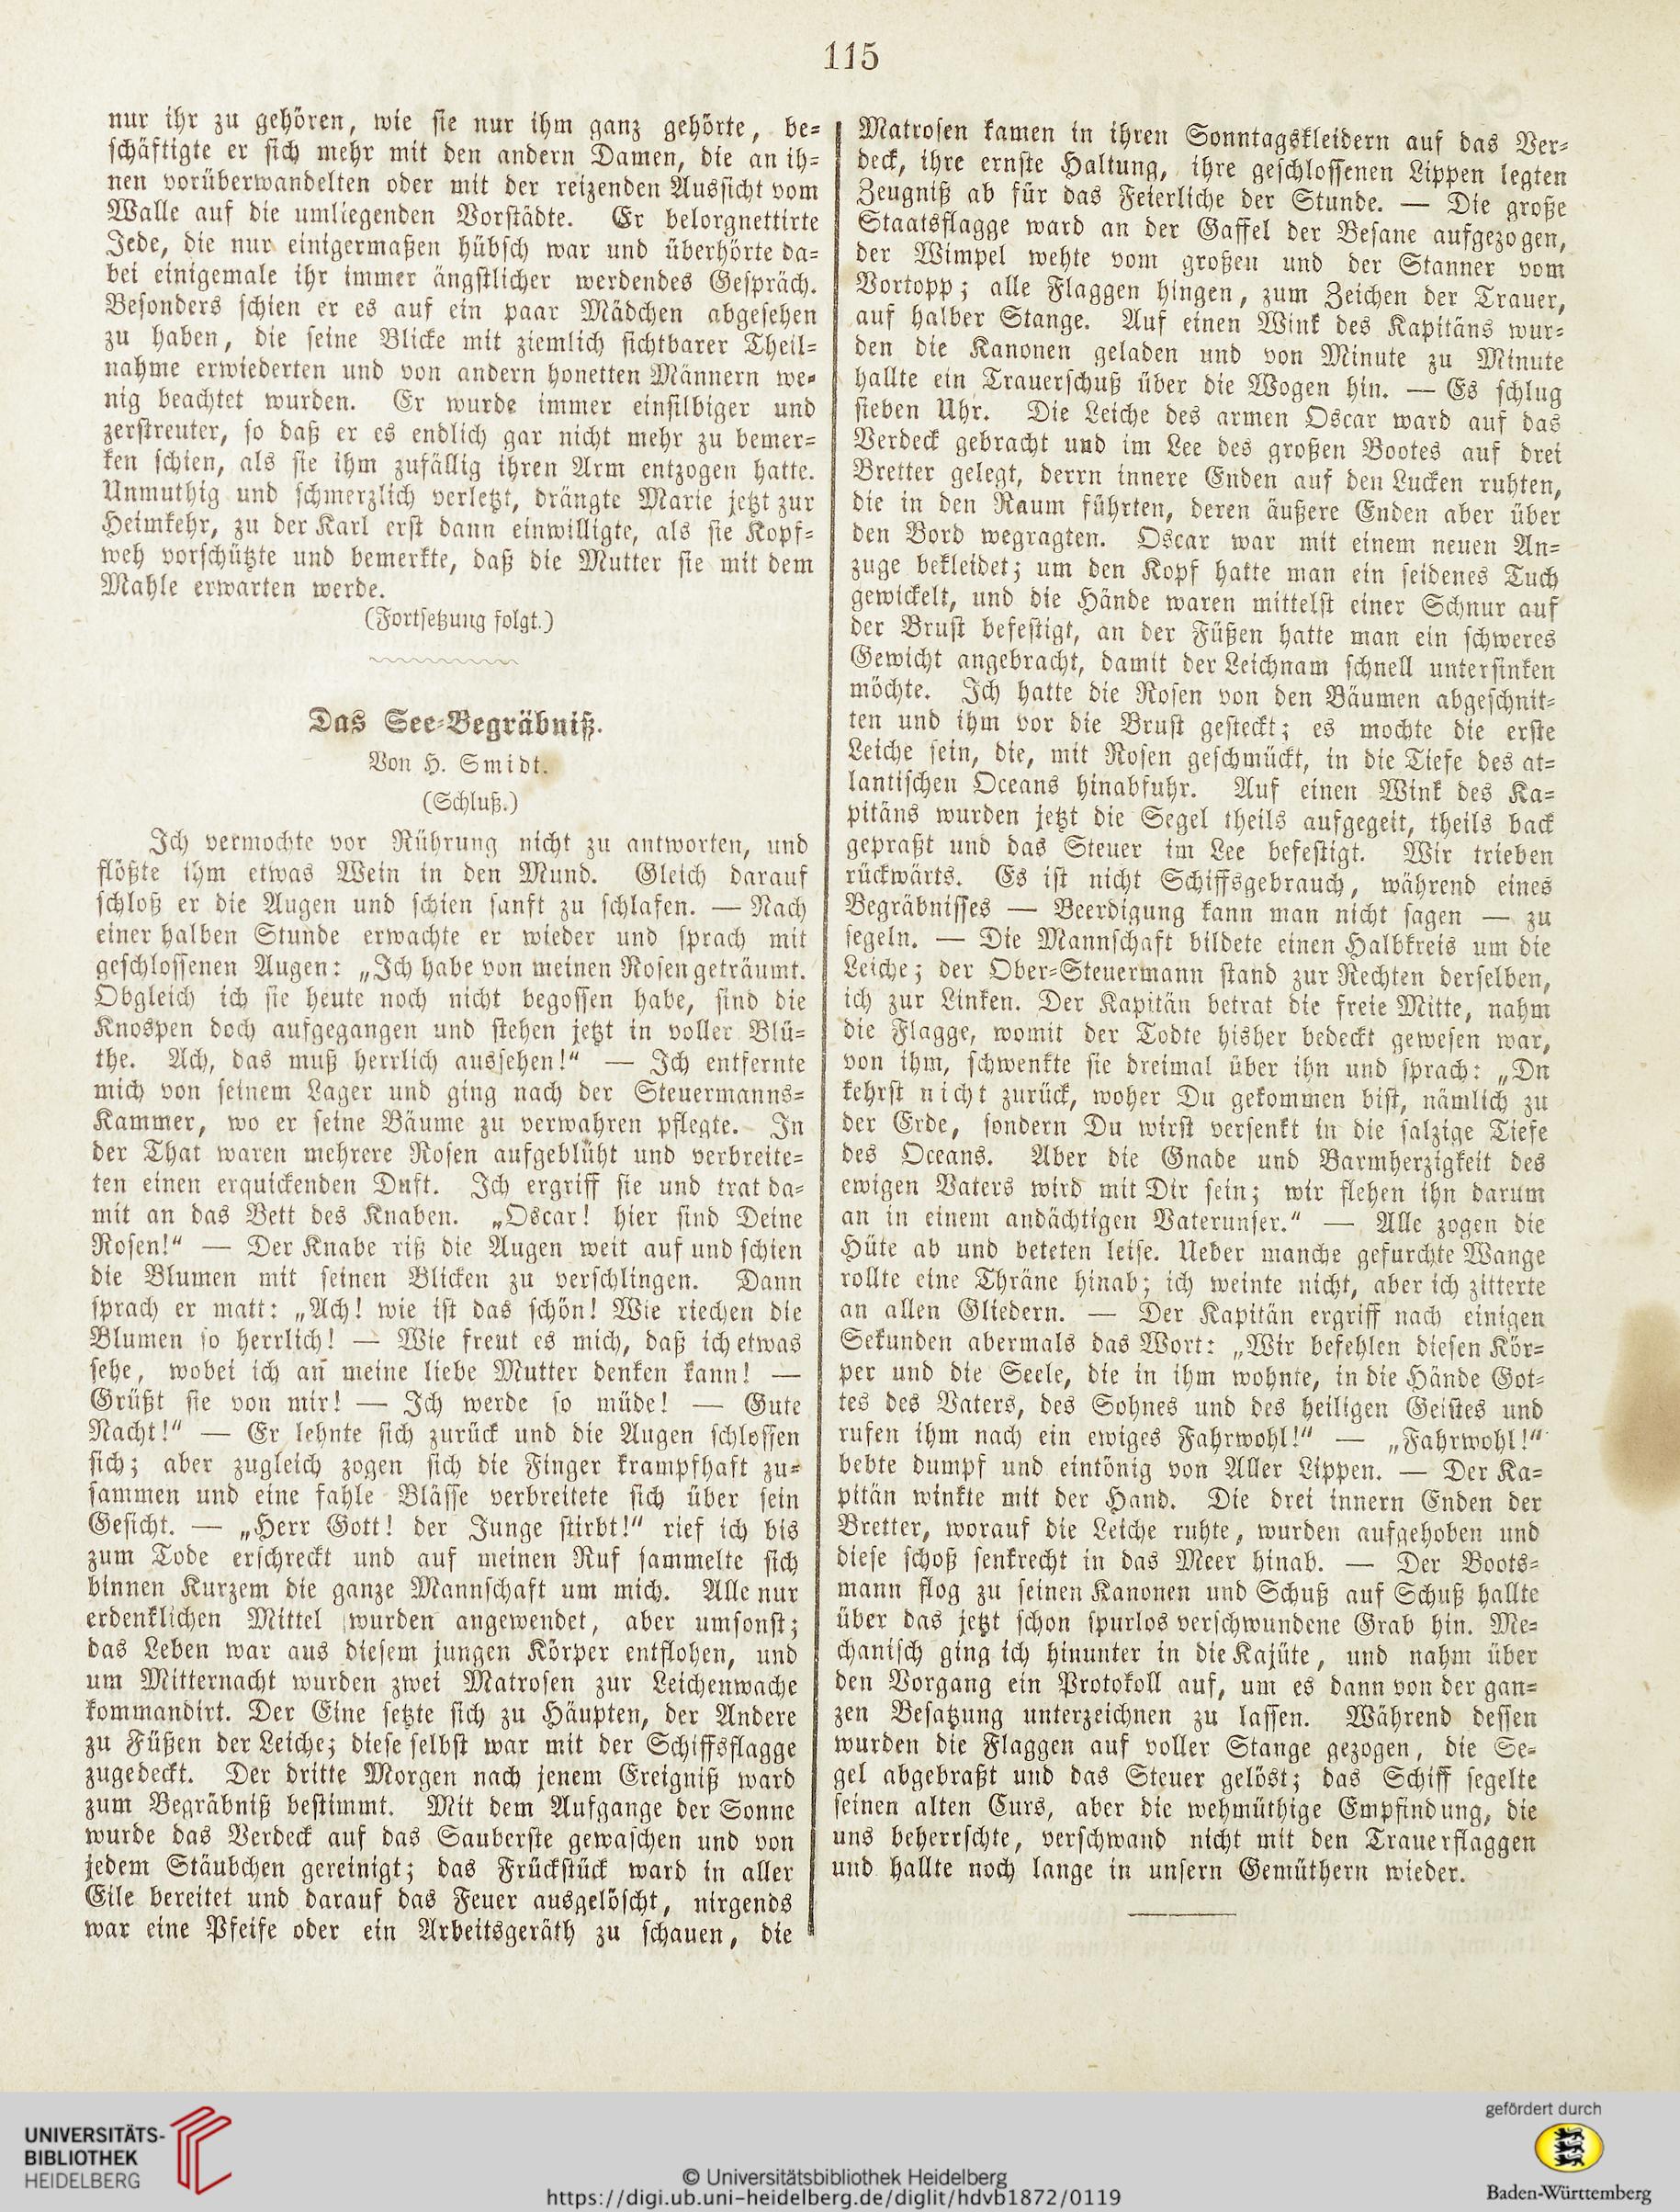 115
nur ihr zu gehören, wie sie nur ihm ganz gehörte, be-
schäftigte er sich mehr mit den andern Damen, die an ih-
nen vorüberwandelten oder mit der reizenden Aussicht vom
Walle auf die umliegenden Vorstädte. Er belorgnettirte
Jede, die nur einigermaßen hübsch war und überhörte da-
bei einigemale ihr immer ängstlicher werdendes Gespräch.
Besonders schien er es auf ein paar Mädchen abgesehen
zu haben, die seine Blicke mit ziemlich sichtbarer Theil-
nahme erwiederten und von andern honetten Männern we-
nig beachtet wurden. Er wurde immer einsilbiger und
zerstreuter, so daß er es endlich gar nicht mehr zu bemer-
ken schien, als sie ihm zufällig ihren Arm entzogen hatte.
Unmuthig und schmerzlich verletzt, drängte Marie jetzt zur
Heimkehr, zu der Karl erst dann einwilligte, als sie Kopf-
weh vorschützte und bemerkte, daß die Mutter sie mit dem
Mahle erwarten werde.
(Fortsetzung folgt.)
Das See-Begräbniß.
Von H. Smidt.
(Schluß.)
Ich vermochte vor Rührung nicht zu antworten, und
flößte ihm etwas Wein in den Mund. Gleich darauf
schloß er die Augen und schien sanft zu schlafen. — Nach
einer halben Stunde erwachte er wieder und sprach mit
geschlossenen Augen: „Ich habe von meinen Rosen geträumt.
Obgleich ich sie heute noch nicht begossen habe, sind die
Knospen doch aufgegangen und stehen jetzt in voller Blü-
the. Ach, das muß herrlich aussehen!“ — Ich entfernte
mich von seinem Lager und ging nach der Steuermanns-
Kammer, wo er seine Bäume zu verwahren pflegte. In
der That waren mehrere Rosen aufgeblüht und verbreite-
ten einen erquickenden Duft. Ich ergriff sie und trat da-
mit an das Bett des Knaben. „Oscar! hier sind Deine
Rosen!“ — Der Knabe riß die Augen weit auf und schien
die Blumen mit seinen Blicken zu verschlingen. Dann
sprach er matt: „Ach! wie ist das schön! Wie riechen die
Blumen so herrlich! — Wie freut es mich, daß ich etwas
sehe, wobei ich an meine liebe Mutter denken kann! —
Grüßt sie von mir! — Ich werde so müde! — Gute
Nacht!“ — Er lehnte sich zurück und die Augen schlossen
sich; aber zugleich zogen sich die Finger krampfhaft zu-
sammen und eine fahle Blässe verbreitete sich über sein
Gesicht. — „Herr Gott! der Junge stirbt!“ rief ich bis
zum Tode erschreckt und auf meinen Ruf sammelte sich
binnen Kurzem die ganze Mannschaft um mich. Alle nur
erdenklichen Mittel wurden angewendet, aber umsonst;
das Leben war aus diesem jungen Körper entflohen, und
um Mitternacht wurden zwei Matrosen zur Leichenwache
kommandirt. Der Eine setzte sich zu Häupten, der Andere
zu Füßen der Leiche; diese selbst war mit der Schiffsflagge
zugedeckt. Der dritte Morgen nach jenem Ereigniß ward
zum Begräbniß bestimmt. Mit dem Aufgange der Sonne
wurde das Verdeck auf das Sauberste gewaschen und von
jedem Stäubchen gereinigt; das Frückstück ward in aller
Eile bereitet und darauf das Feuer ausgelöscht, nirgends
war eine Pfeife oder ein Arbeitsgeräth zu schauen, die
Matrosen kamen in ihren Sonntagskleidern auf das Ver-
deck, ihre ernste Haltung, ihre geschlossenen Lippen legten
Zeugniß ab für das Feierliche der Stunde. — Die große
Staatsflagge ward an der Gaffel der Besane aufgezogen,
der Wimpel wehte vom großen und der Stanner vom
Vortopp; alle Flaggen hingen, zum Zeichen der Trauer,
auf halber Stange. Auf einen Wink des Kapitäns wur-
den die Kanonen geladen und von Minute zu Minute
hallte ein Trauerschuß über die Wogen hin. — Es schlug
sieben Uhr. Die Leiche des armen Oscar ward auf das
Verdeck gebracht und im Lee des großen Bootes auf drei
Bretter gelegt, derrn innere Enden auf den Lucken ruhten,
die in den Raum führten, deren äußere Enden aber über
den Bord wegragten. Oscar war mit einem neuen An-
zuge bekleidet; um den Kopf hatte man ein seidenes Tuch
gewickelt, und die Hände waren mittelst einer Schnur auf
der Brust befestigt, an der Füßen hatte man ein schweres
Gewicht angebracht, damit der Leichnam schnell untersinken
möchte. Ich hatte die Rosen von den Bäumen abgeschnit-
ten und ihm vor die Brust gesteckt; es mochte die erste
Leiche sein, die, mit Rosen geschmückt, in die Tiefe des at-
lantischen Oceans hinabfuhr. Auf einen Wink des Ka-
pitäns wurden jetzt die Segel theils aufgegeit, theils back
gepraßt und das Steuer im Lee befestigt. Wir trieben
rückwärts. Es ist nicht Schiffsgebrauch, während eines
Begräbnisses — Beerdigung kann man nicht sagen — zu
segeln. — Die Mannschaft bildete einen Halbkreis um die
Leiche; der Ober-Steuermann stand zur Rechten derselben,
ich zur Linken. Der Kapitän betrat die freie Mitte, nahm
die Flagge, womit der Todte hisher bedeckt gewesen war,
von ihm, schwenkte sie dreimal über ihn und sprach: „Dn
kehrst nicht zurück, woher Du gekommen bist, nämlich zu
der Erde, sondern Du wirst versenkt in die salzige Tiefe
des Oceans. Aber die Gnade und Barmherzigkeit des
ewigen Vaters wird mit Dir sein; wir flehen ihn darum
an in einem andächtigen Vaterunser.“ — Alle zogen die
Hüte ab und beteten leise. Ueber manche gefurchte Wange
rollte eine Thräne hinab; ich weinte nicht, aber ich zitterte
an allen Gliedern. — Der Kapitän ergriff nach einigen
Sekunden abermals das Wort: „Wir befehlen diesen Kör-
per und die Seele, die in ihm wohnte, in die Hände Got-
tes des Vaters, des Sohnes und des heiligen Geistes und
rufen ihm nach ein ewiges Fahrwohl!“ — „Fahrwohl!“
bebte dumpf und eintönig von Aller Lippen. — Der Ka-
pitän winkte mit der Hand. Die drei innern Enden der
Bretter, worauf die Leiche ruhte, wurden aufgehoben und
diese schoß senkrecht in das Meer hinab. — Der Boots-
mann flog zu seinen Kanonen und Schuß auf Schuß hallte
über das jetzt schon spurlos verschwundene Grab hin. Me-
chanisch ging ich hinunter in die Kajüte, und nahm über
den Vorgang ein Protokoll auf, um es dann von der gan-
zen Besatzung unterzeichnen zu lassen. Während dessen
wurden die Flaggen auf voller Stange gezogen, die Se-
gel abgebraßt und das Steuer gelöst; das Schiff segelte
seinen alten Curs, aber die wehmüthige Empfindung, die
uns beherrschte, verschwand nicht mit den Trauerflaggen
und hallte noch lange in unsern Gemüthern wieder.
UNIVERSITÄTS-
BIBLIOTHEK
HEIDELBERG
© Universitätsbibliothek Heidelberg
https://digi.ub.uni-heidelberg.de/diglit/hdvb1872/0119
gefördert durch
Baden-Württemberg